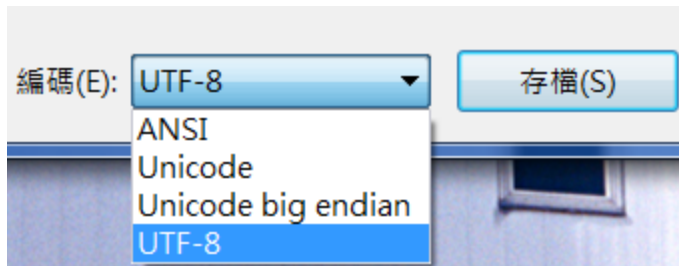 編碼(E): UTF-8 存檔(S)
ANSI
Unicode
Unicode big endian
UTF-8